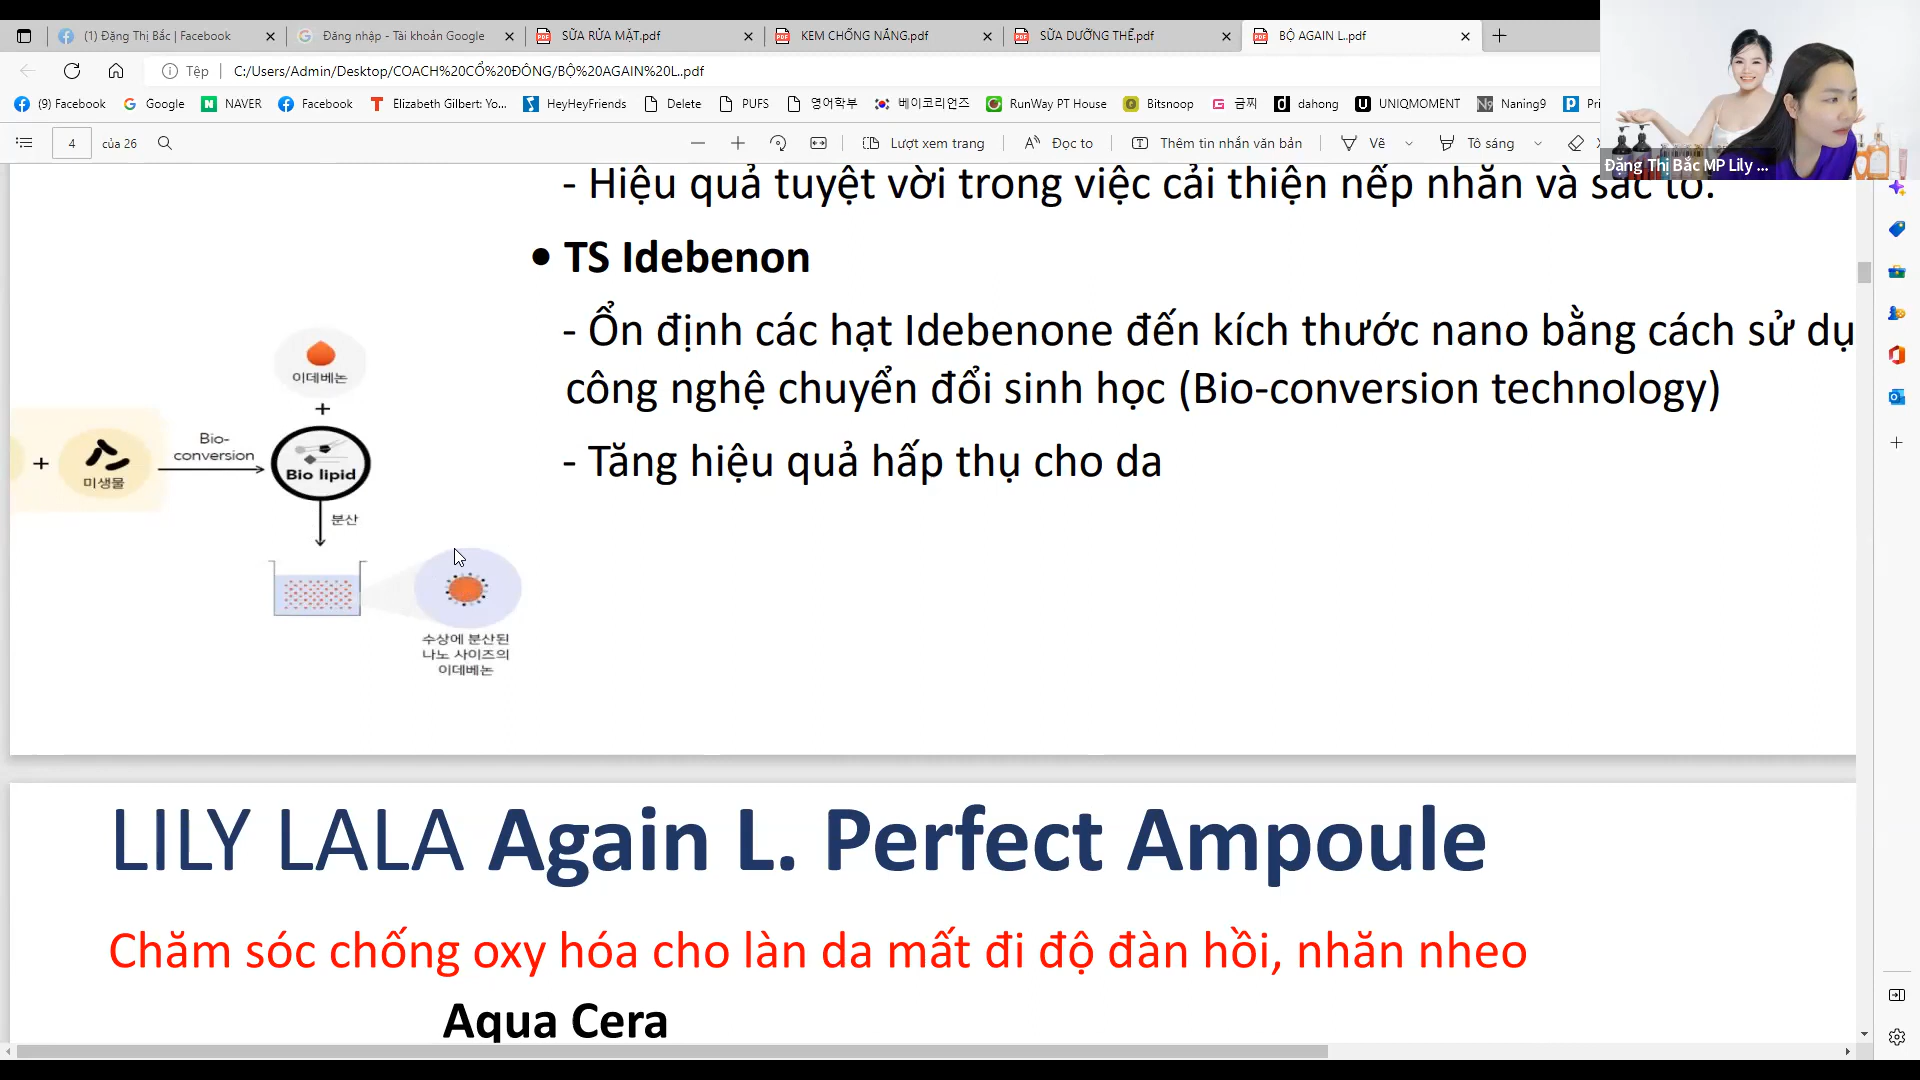 (1) Đặng Thị Bắc | Facebook
Đăng nhập - Tài khoản Google
SỮA RỬA MẶT.pdf
KEM CHỐNG NẮNG.pdf
SỮA DƯỠNG THỂ.pdf
BỘ AGAIN L..pdf
Tệp
C:/Users/Admin/Desktop/COACH%20CỔ%20ĐÔNG/BỘ%20AGAIN%20L..pdf
(9) Facebook
Google
NAVER
Facebook
Elizabeth Gilbert: Yo...
HeyHeyFriends
Delete
PUFS
영어학부
베이코리언즈
RunWay PT House
Bitsnoop
금찌
dahong
UNIQMOMENT
Naning9
Pri
4 của 26
Lượt xem trang
Đọc to
Thêm tin nhắn văn bản
Vẽ
Tô sáng
Đặng Thị Bắc MP Lily ...
- Hiệu quả tuyệt vời trong việc cải thiện nếp nhăn và sắc tố.
• TS Idebenon
- Ổn định các hạt Idebenone đến kích thước nano bằng cách sử dụ
công nghệ chuyển đổi sinh học (Bio-conversion technology)
- Tăng hiệu quả hấp thụ cho da
이데베논
+
+
미생물
Bio-
conversion
Bio lipid
분산
수상에 분산된
나노 사이즈의
이데베논
LILY LALA Again L. Perfect Ampoule
Chăm sóc chống oxy hóa cho làn da mất đi độ đàn hồi, nhăn nheo
Aqua Cera